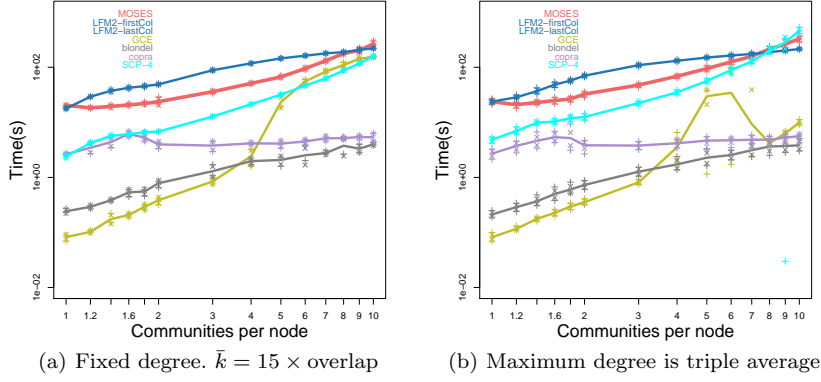 MOSES
LFM2-firstCol
LFM2-lastCol
GCE
blondel
copra
SCP-4
Time(s)
1e+02
1e+00
1e-02
1 1.2 1.6 2 3 4 5 6 7 8 9 10
Communities per node
(a) Fixed degree. k̄ = 15 × overlap
MOSES
LFM2-firstCol
LFM2-lastCol
GCE
blondel
copra
SCP-4
Time(s)
1e+02
1e+00
1e-02
1 1.2 1.6 2 3 4 5 6 7 8 9 10
Communities per node
(b) Maximum degree is triple average